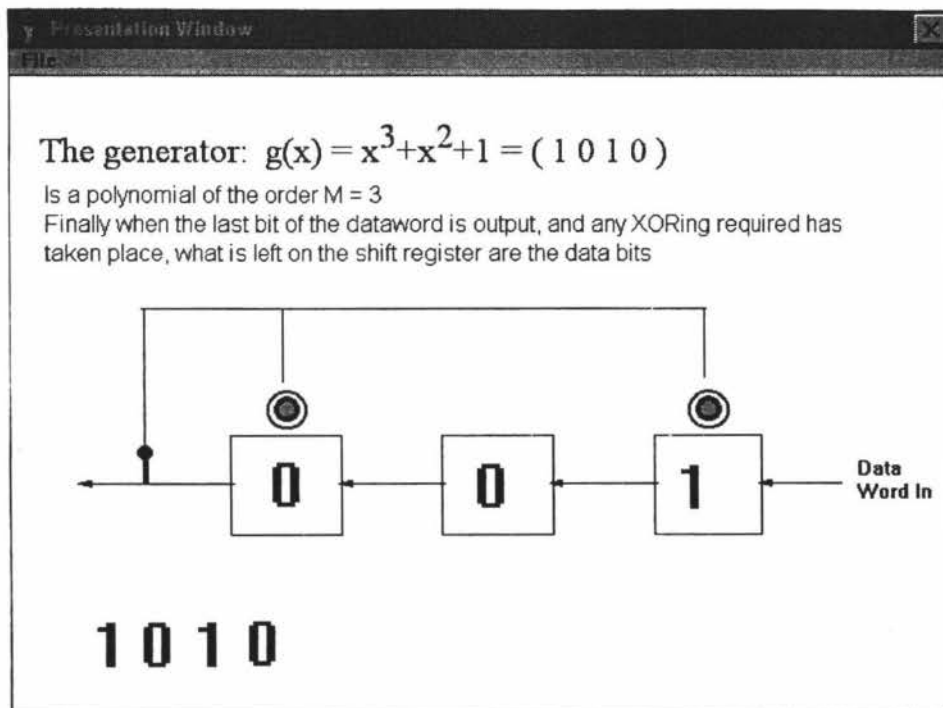 Presentation Window
File
The generator: g(x) = x³+x²+1 = ( 1 0 1 0 )
Is a polynomial of the order M = 3
Finally when the last bit of the dataword is output, and any XORing required has
taken place, what is left on the shift register are the data bits
0 0 1
Data
Word In
1 0 1 0